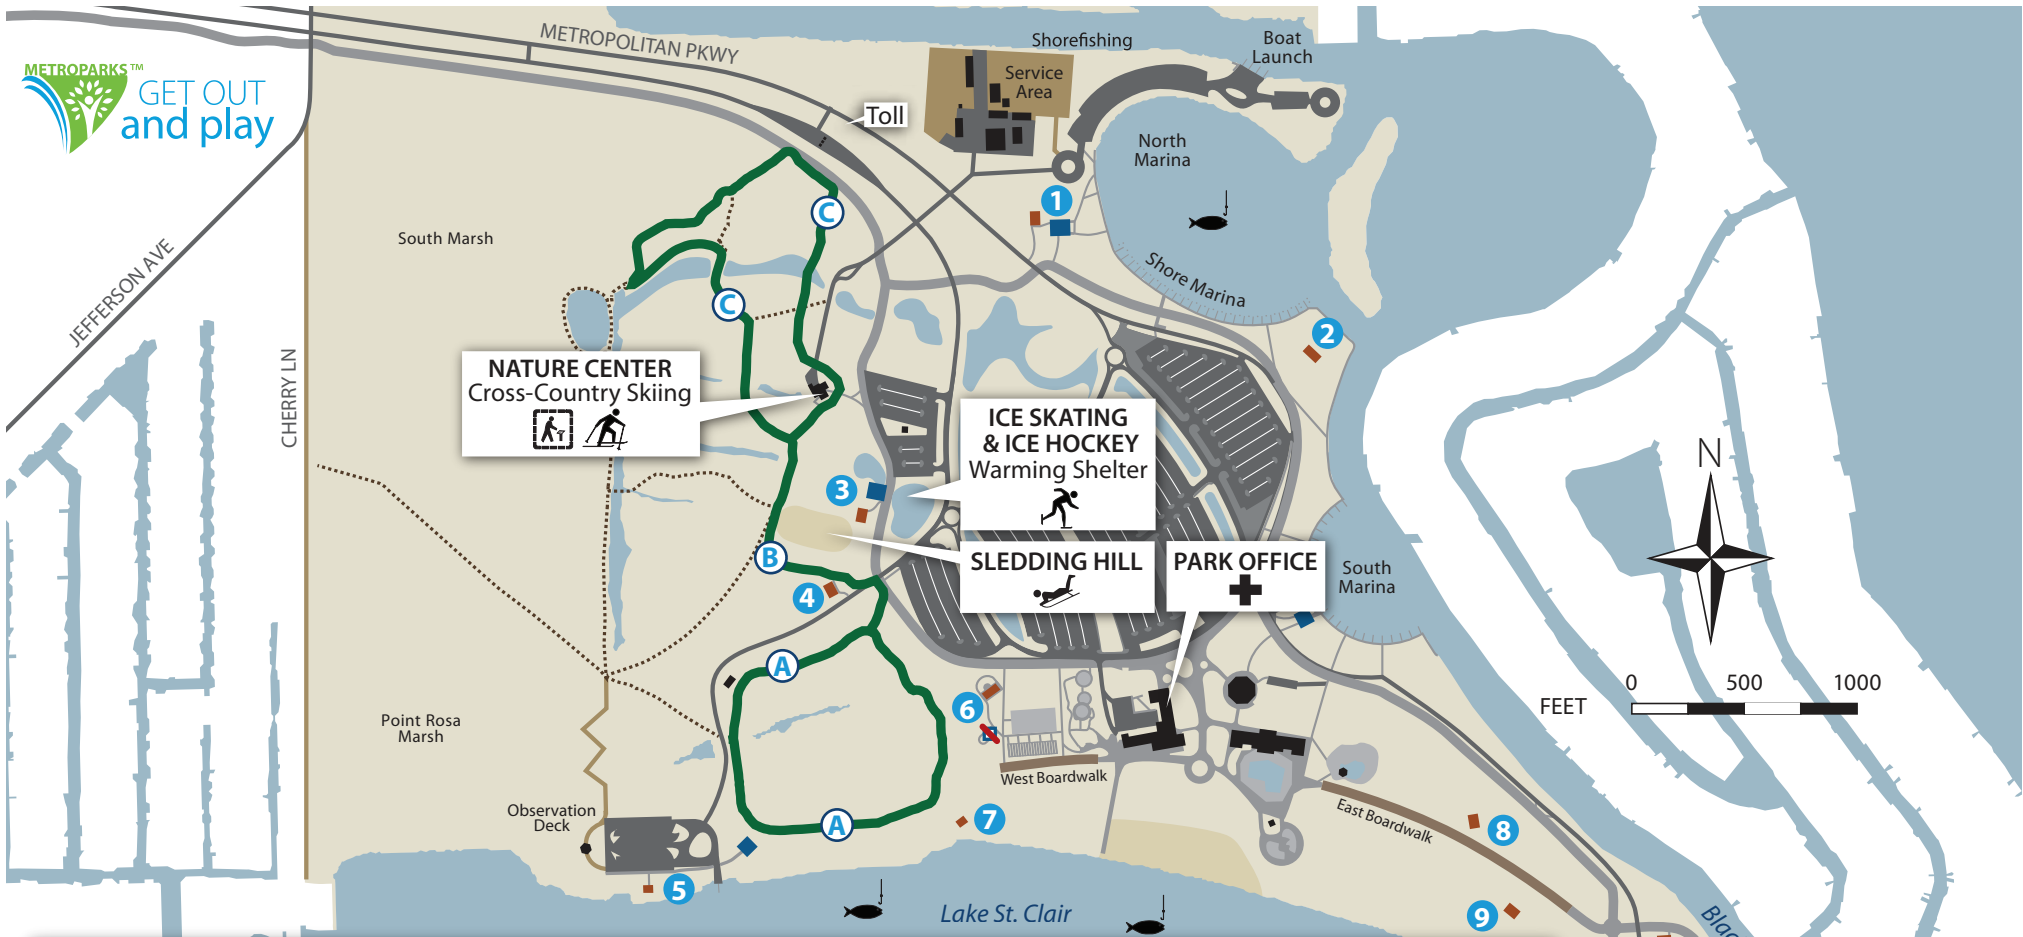 METROPARKS™
GET OUT
and play
METROPOLITAN PKWY
Toll
Shorefishing
Boat
Launch
Service
Area
North
Marina
1
Shore Marina
2
JEFFERSON AVE
CHERRY LN
South Marsh
C
C
NATURE CENTER
Cross-Country Skiing
ICE SKATING
& ICE HOCKEY
Warming Shelter
3
SLEDDING HILL
PARK OFFICE
South
Marina
B
4
A
A
Point Rosa
Marsh
Observation
Deck
5
6
West Boardwalk
7
East Boardwalk
8
9
Lake St. Clair
N
FEET
0 500 1000